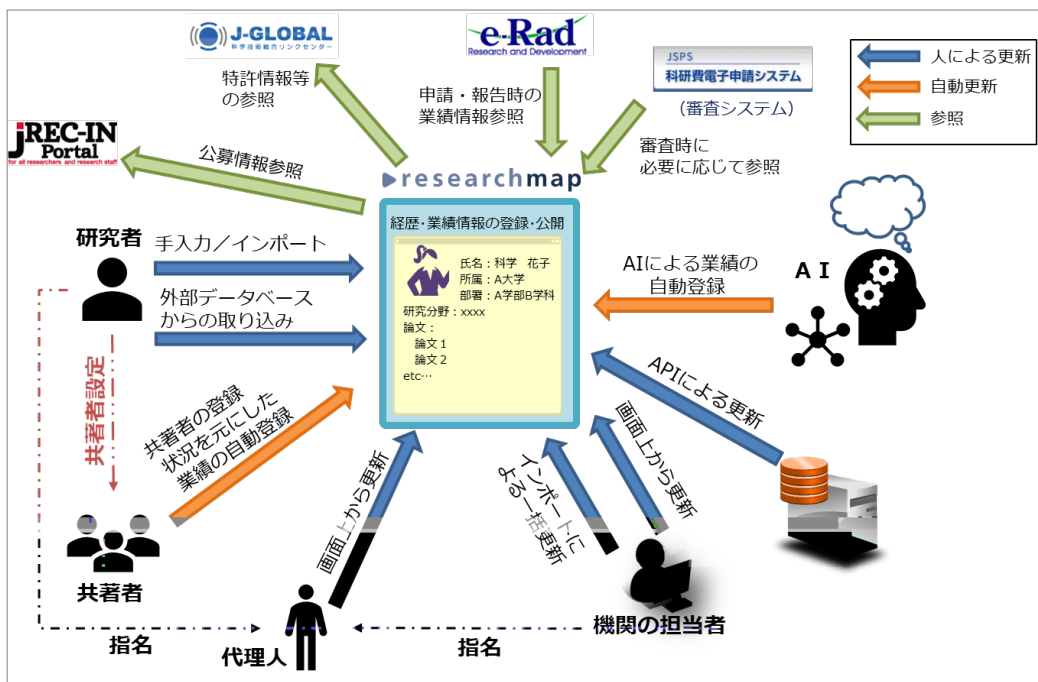 J-GLOBAL
科学技術総合リンクセンター
e-Rad
Research and Development
JSPS
科研費電子申請システム
(審査システム)
人による更新
自動更新
参照
特許情報等
の参照
申請・報告時の
業績情報参照
審査時に
必要に応じて参照
jREC-IN
Portal
for all researchers and research staff
公募情報参照
researchmap
経歴・業績情報の登録・公開
氏名：科学 花子
所属：A大学
部署：A学部B学科
研究分野：xxxx
論文：
論文１
論文２
etc…
研究者
手入力／インポート
外部データベース
からの取り込み
AIによる業績の
自動登録
AI
APIによる更新
共著者設定
共著者の登録
状況を元にした
業績の自動登録
画面上から更新
インポートに
よる一括更新
画面上から更新
共著者
指名
代理人
指名
機関の担当者